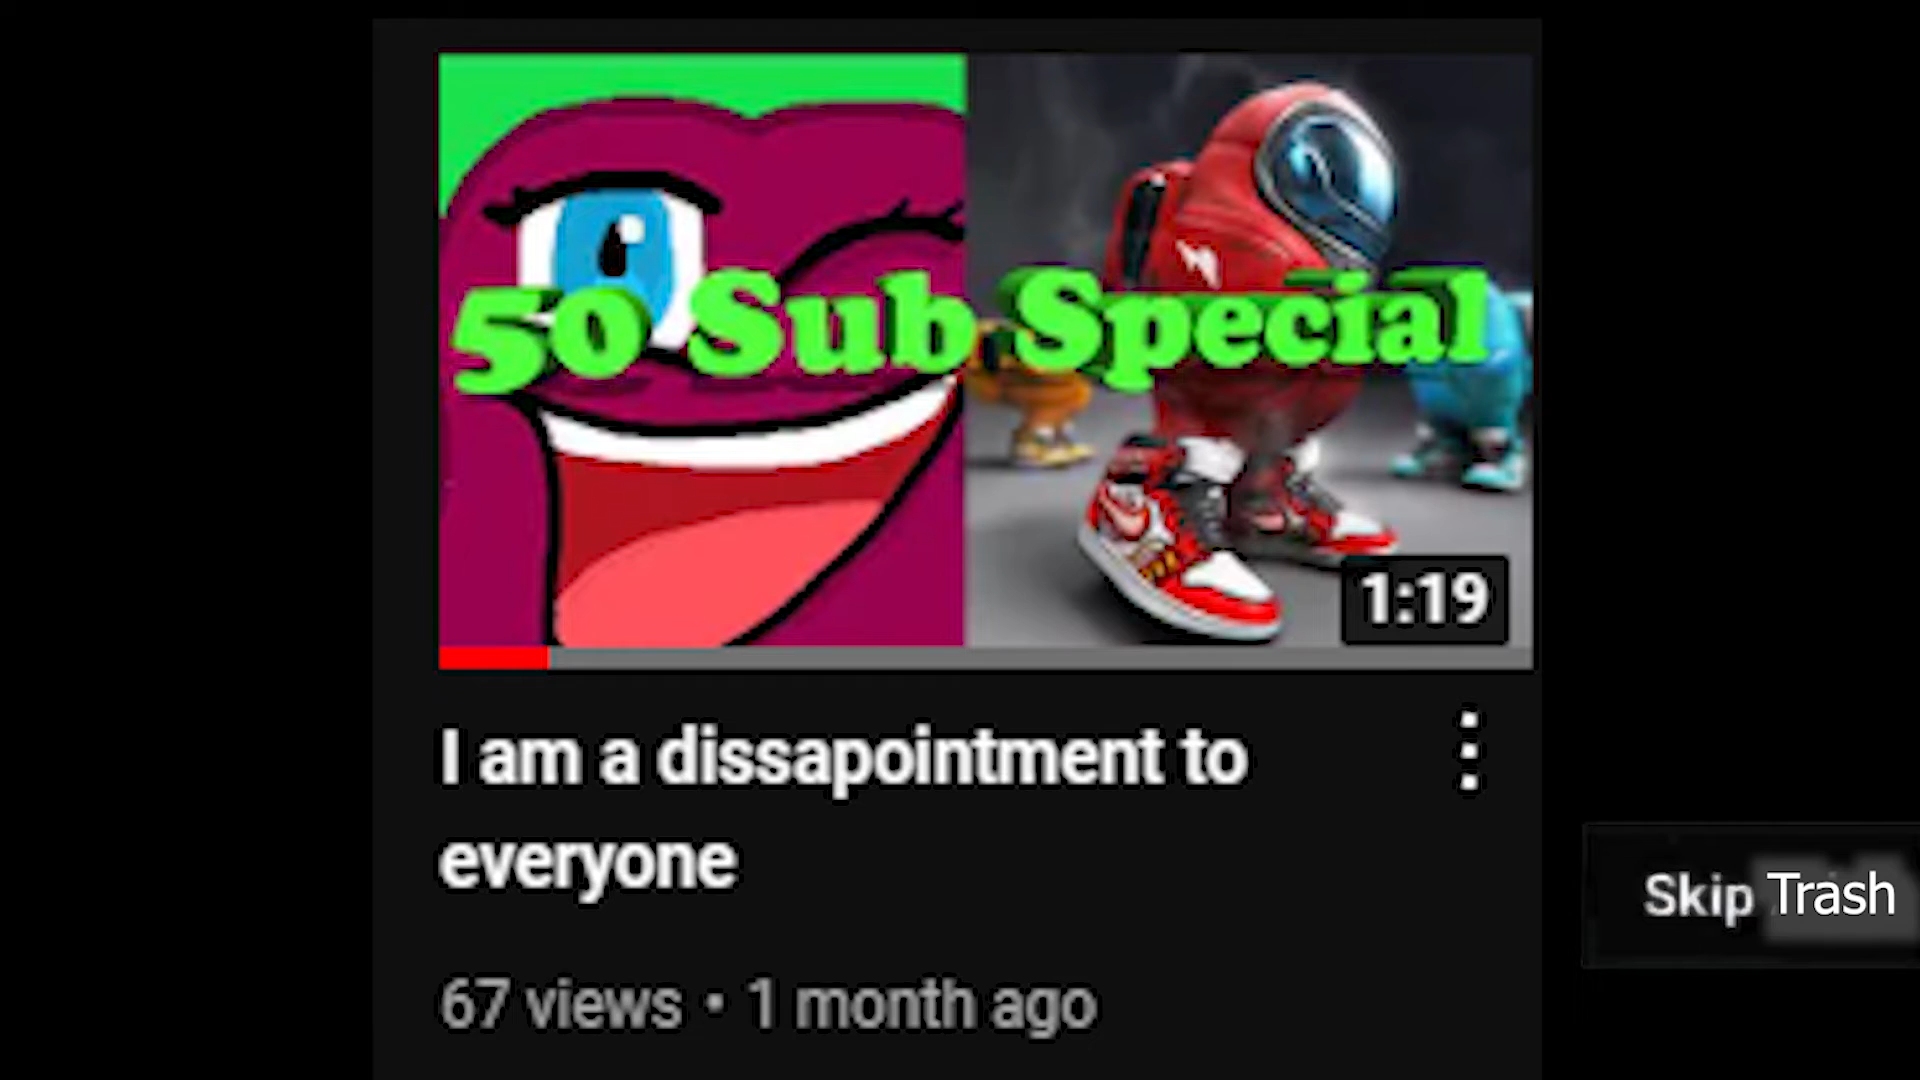 50 Sub Special
1:19
I am a dissapointment to
everyone
67 views • 1 month ago
Skip Trash